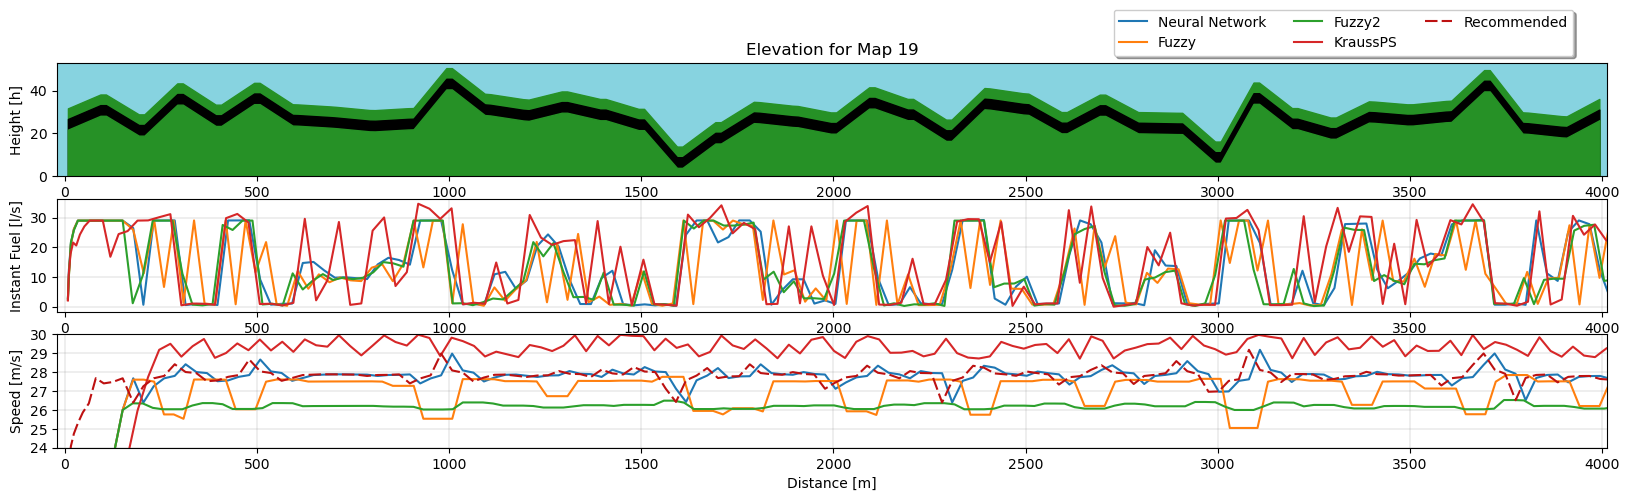 Neural Network
Fuzzy
Fuzzy2
KraussPS
Recommended
Elevation for Map 19
Height [h]
40
20
0
0 500 1000 1500 2000 2500 3000 3500 4000
Instant Fuel [l/s]
30
20
10
0
0 500 1000 1500 2000 2500 3000 3500 4000
Speed [m/s]
30
29
28
27
26
25
24
0 500 1000 1500 2000 2500 3000 3500 4000
Distance [m]